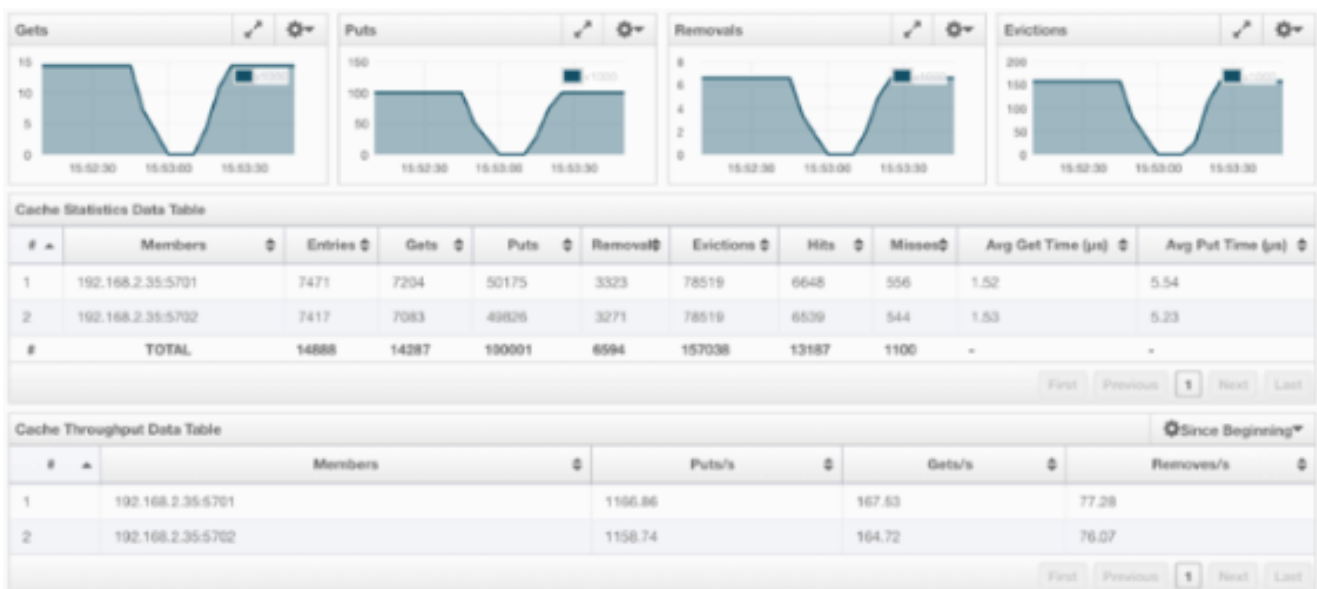 Gets Puts Removals Evictions
15 150 8 200
10 100 6 150
5 50 4 100
0 0 2 50
0 0
x1000 x1000 x1000
15:52:30 15:53:00 15:53:30 15:52:30 15:53:00 15:53:30 15:52:30 15:53:00 15:53:30 15:52:30 15:53:00 15:53:30
Cache Statistics Data Table
# Members Entries Gets Puts Removals Evictions Hits Misses Avg Get Time (µs) Avg Put Time (µs)
1 192.168.2.35:5701 7471 7204 50175 3323 78519 6648 556 1.52 5.54
2 192.168.2.35:5702 7417 7083 49826 3271 78519 6539 544 1.53 5.23
# TOTAL 14888 14287 100001 6594 157038 13187 1100 - -
First Previous 1 Next Last
Cache Throughput Data Table Since Beginning
# Members Puts/s Gets/s Removes/s
1 192.168.2.35:5701 1166.86 167.53 77.28
2 192.168.2.35:5702 1158.74 164.72 76.07
First Previous 1 Next Last